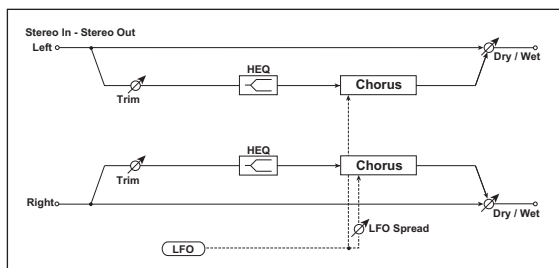 Stereo In - Stereo Out
Left
Dry / Wet
HEQ
Chorus
Trim
HEQ
Trim
Chorus
Right
Dry / Wet
LFO Spread
LFO